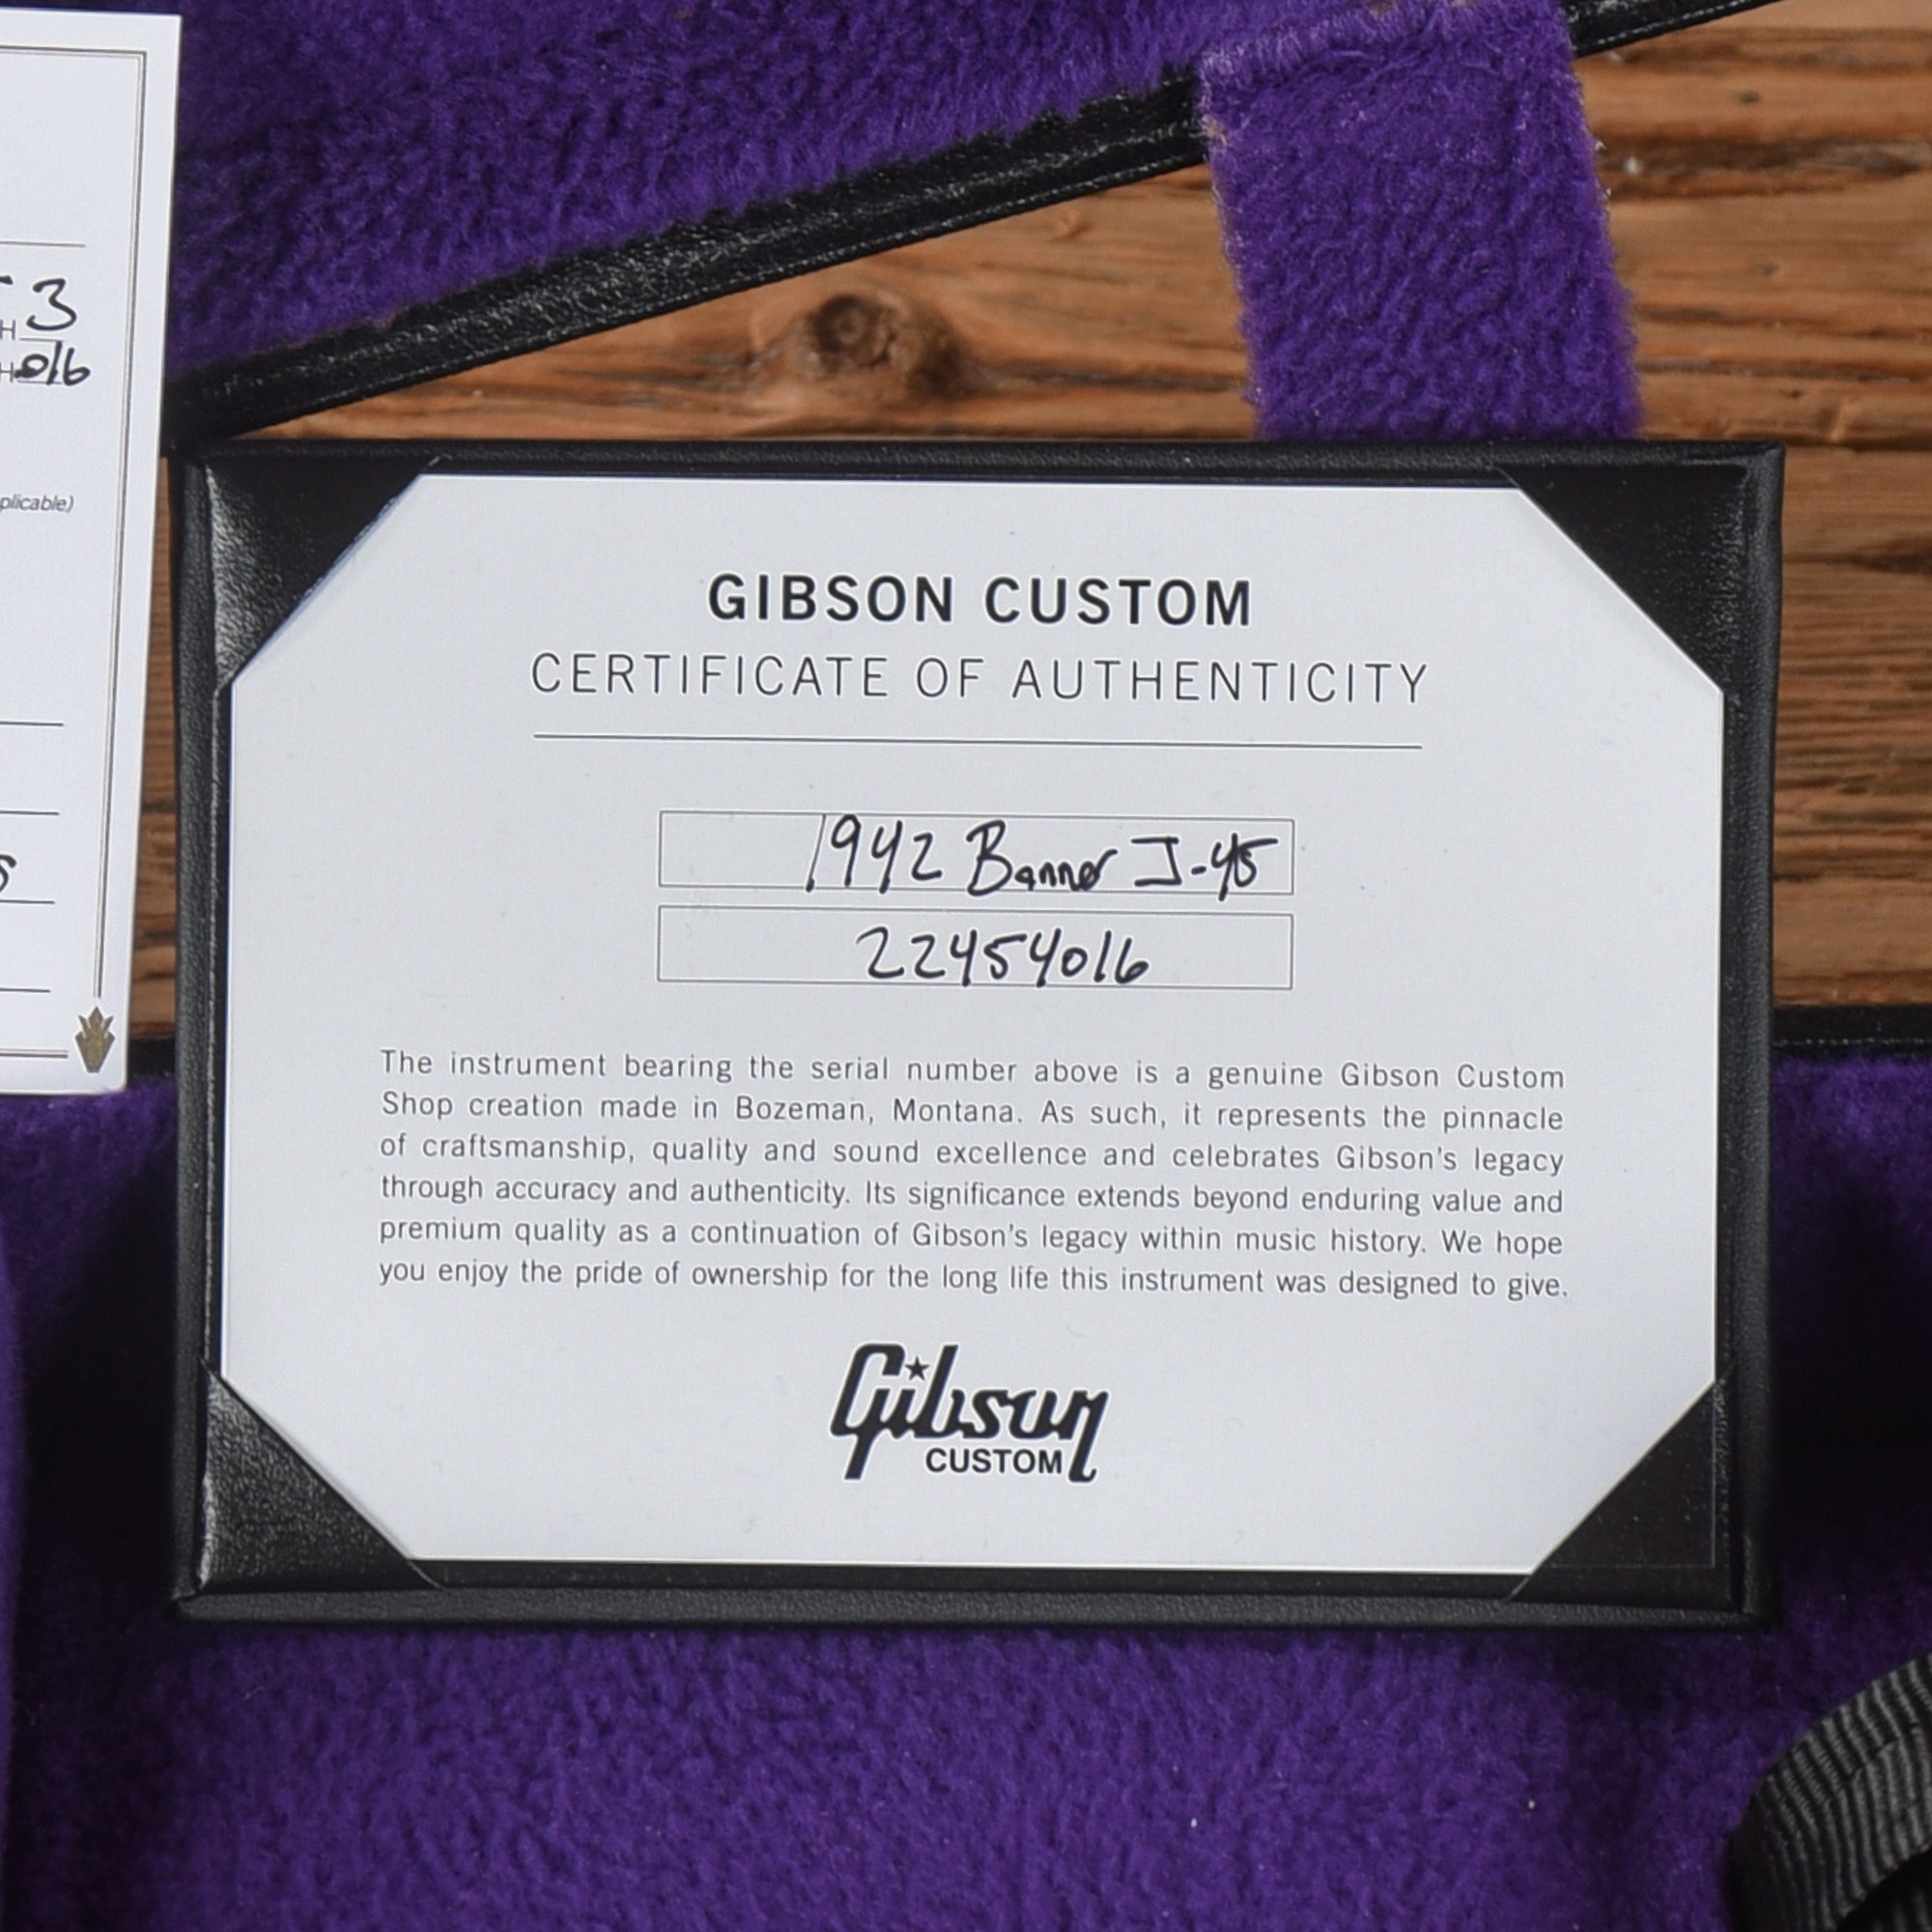 H 3
H 016
plicable)
GIBSON CUSTOM
CERTIFICATE OF AUTHENTICITY
1942 Banner J-45
22454016
The instrument bearing the serial number above is a genuine Gibson Custom
Shop creation made in Bozeman, Montana. As such, it represents the pinnacle
of craftsmanship, quality and sound excellence and celebrates Gibson's legacy
through accuracy and authenticity. Its significance extends beyond enduring value and
premium quality as a continuation of Gibson's legacy within music history. We hope
you enjoy the pride of ownership for the long life this instrument was designed to give.
Gibson
CUSTOM